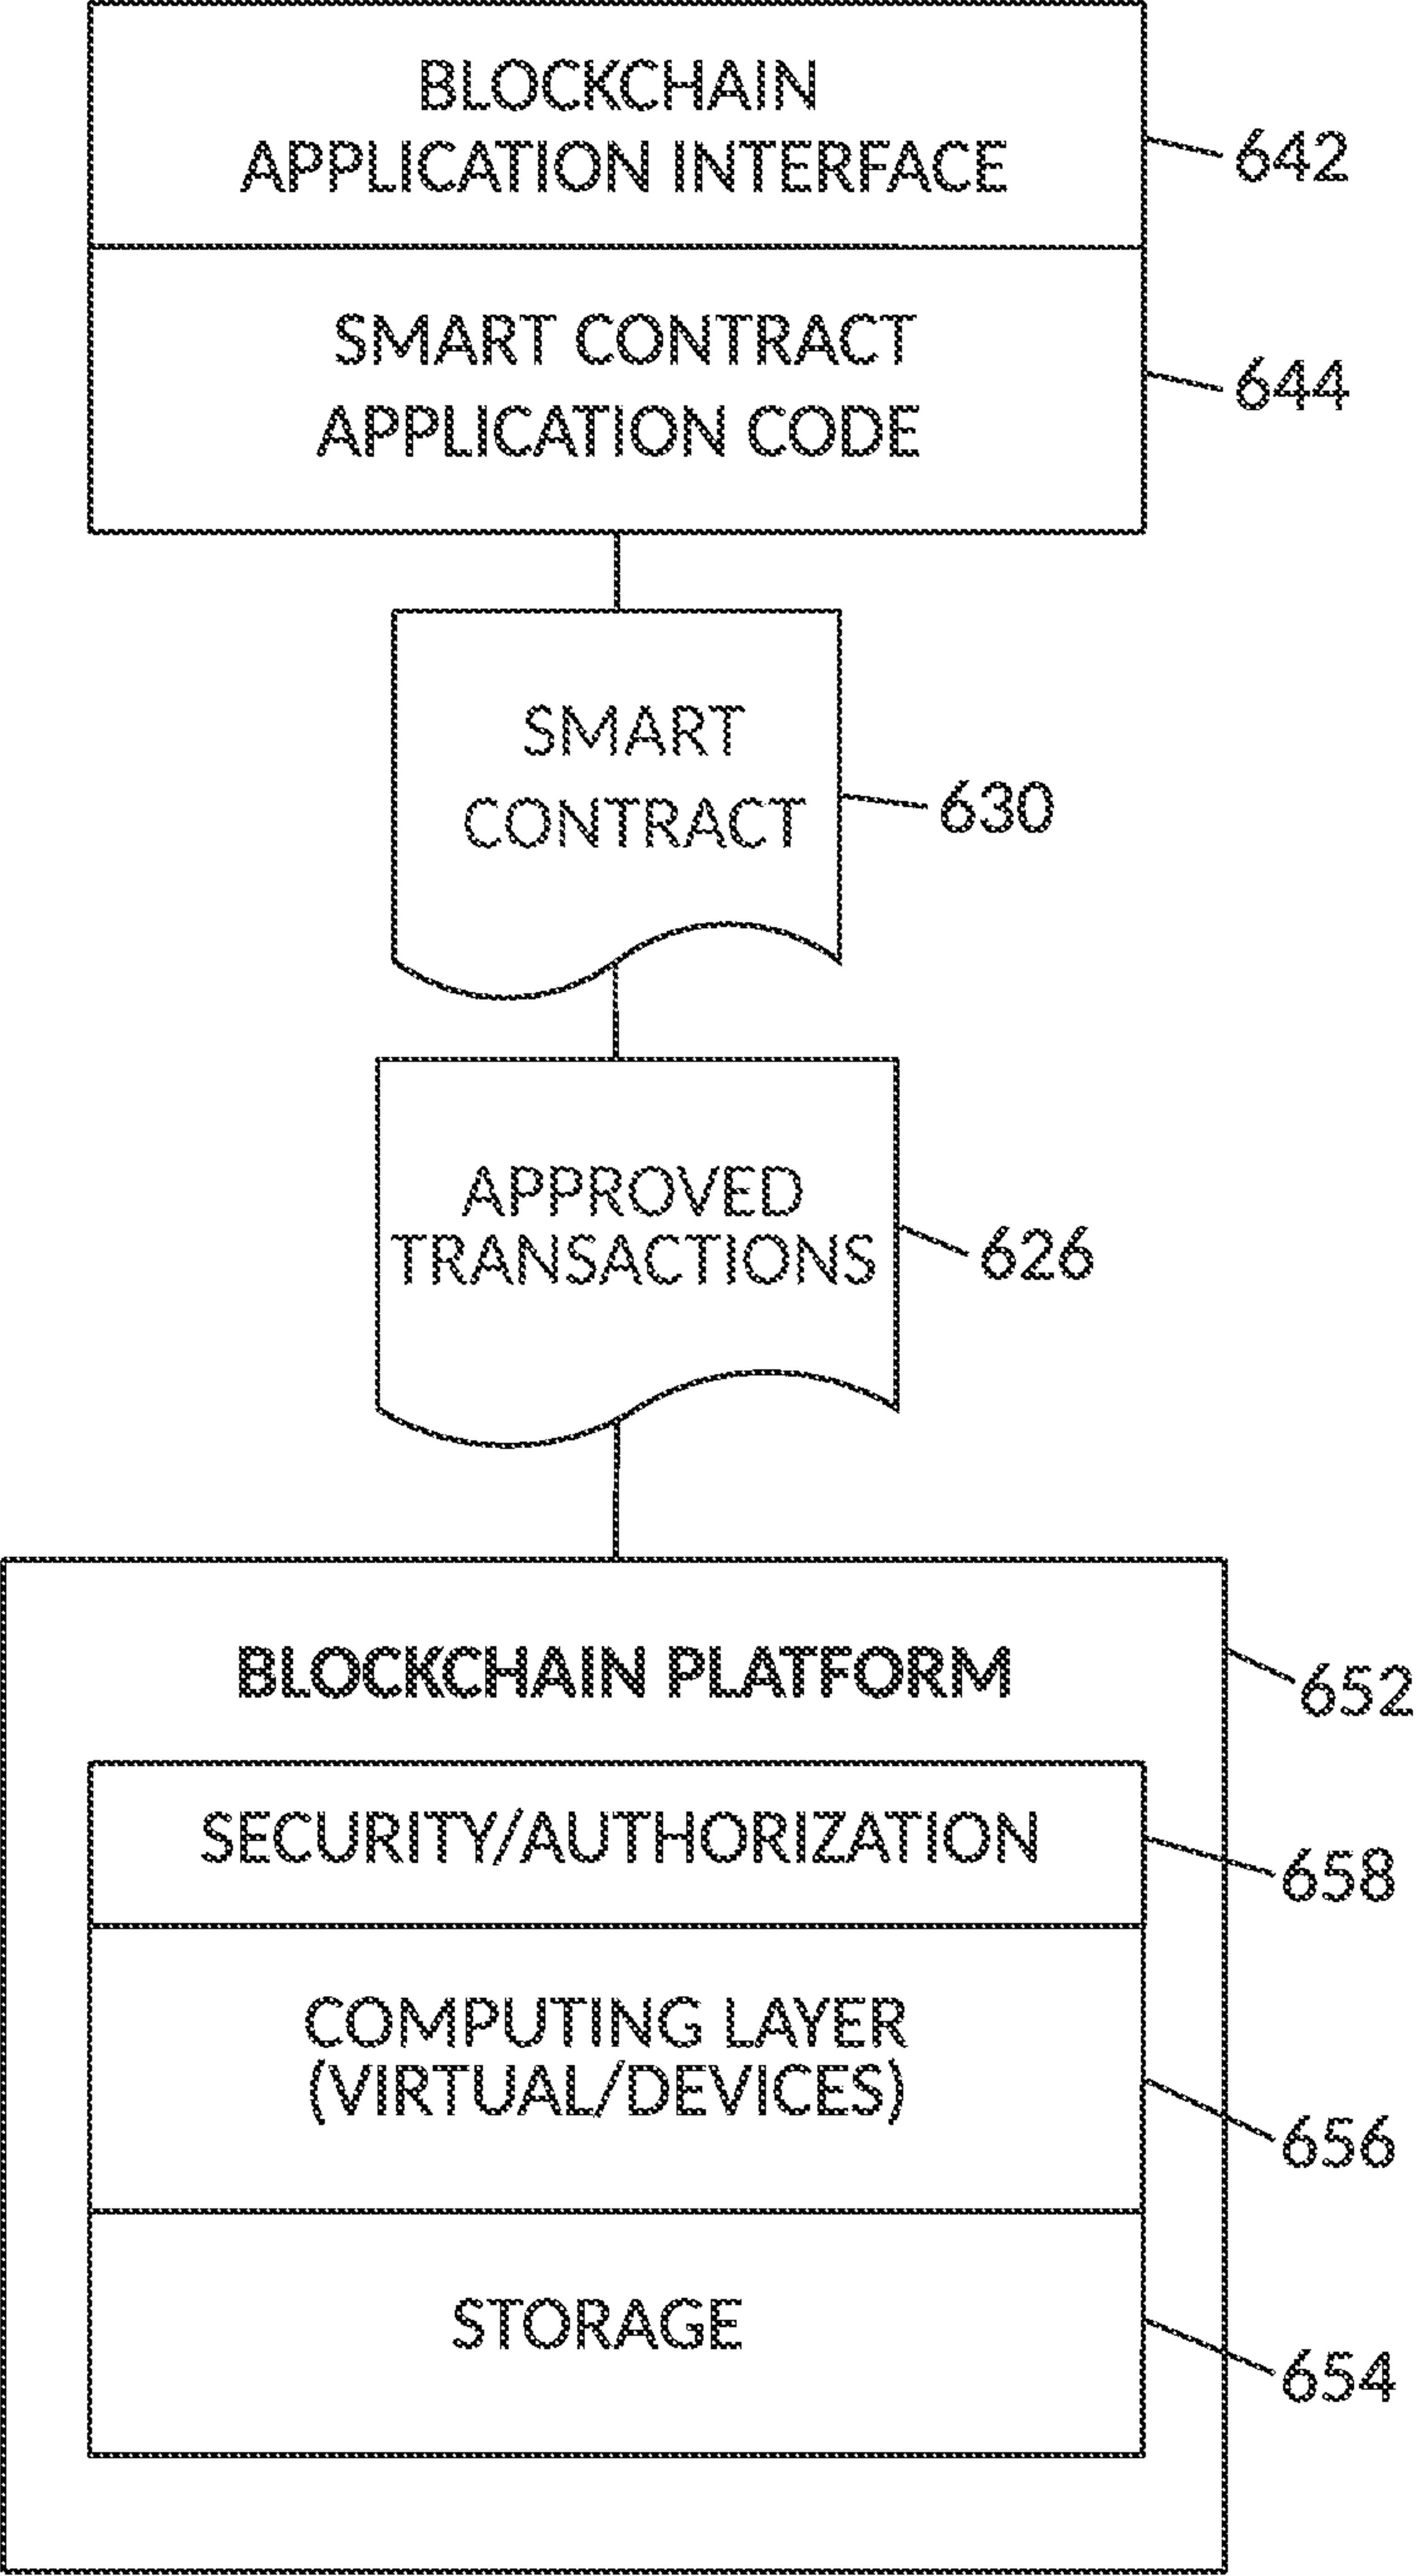 BLOCKCHAIN
APPLICATION INTERFACE
642
SMART CONTRACT
APPLICATION CODE
644
SMART
CONTRACT
630
APPROVED
TRANSACTIONS
626
BLOCKCHAIN PLATFORM
652
SECURITY/AUTHORIZATION
658
COMPUTING LAYER
(VIRTUAL/DEVICES)
656
STORAGE
654